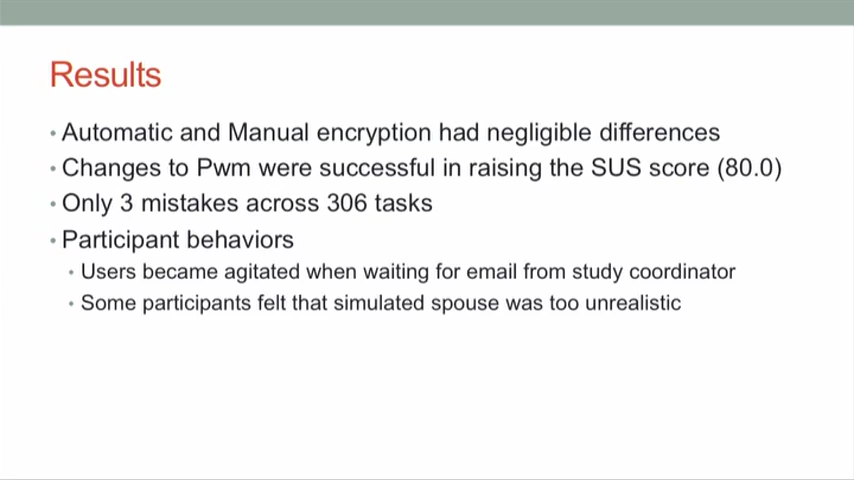 Results
• Automatic and Manual encryption had negligible differences
• Changes to Pwm were successful in raising the SUS score (80.0)
• Only 3 mistakes across 306 tasks
• Participant behaviors
• Users became agitated when waiting for email from study coordinator
• Some participants felt that simulated spouse was too unrealistic